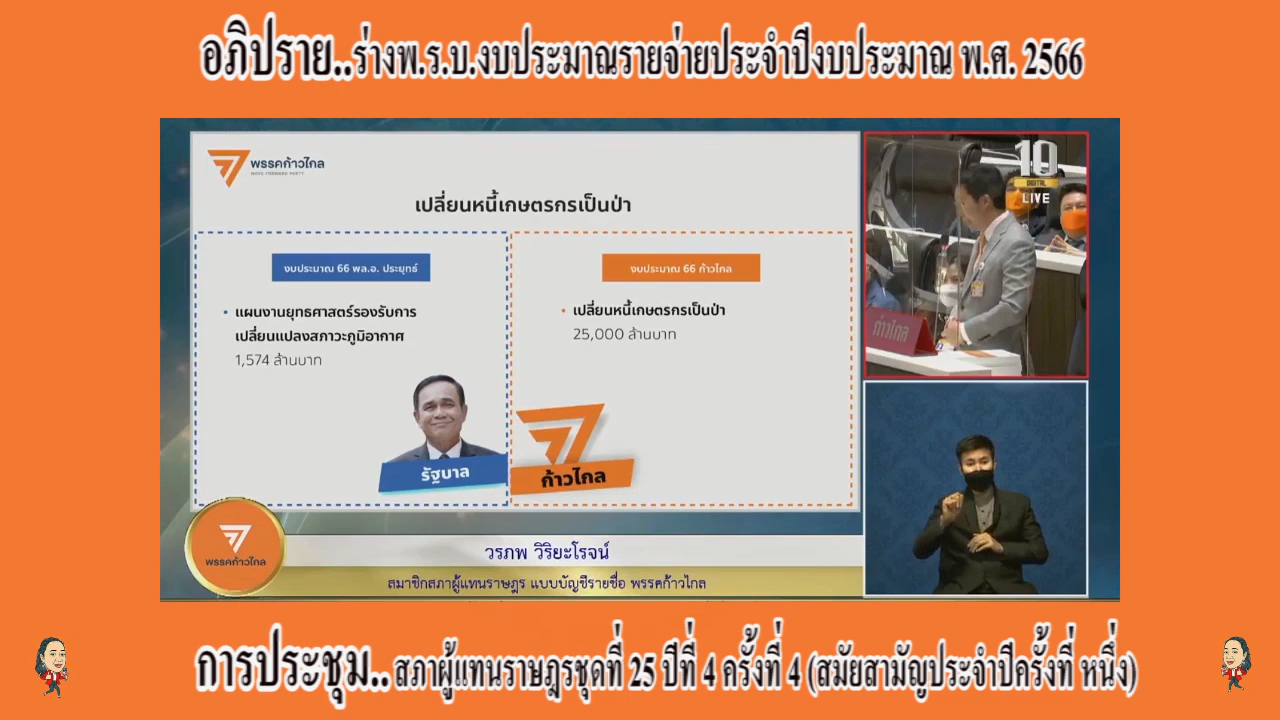 อภิปราย..ร่างพ.ร.บ.งบประมาณรายจ่ายประจำปีงบประมาณ พ.ศ. 2566
พรรคก้าวไกล
MOVE FORWARD PARTY
เปลี่ยนหนี้เกษตรกรเป็นป่า
งบประมาณ 66 พล.อ. ประยุทธ์
• แผนงานยุทธศาสตร์รองรับการ
เปลี่ยนแปลงสภาวะภูมิอากาศ
1,574 ล้านบาท
รัฐบาล
งบประมาณ 66 ก้าวไกล
• เปลี่ยนหนี้เกษตรกรเป็นป่า
25,000 ล้านบาท
ก้าวไกล
10
DIGITAL
LIVE
ก้าวไกล
พรรคก้าวไกล
วรภพ วิริยะโรจน์
สมาชิกสภาผู้แทนราษฎร แบบบัญชีรายชื่อ พรรคก้าวไกล
การประชุม.. สภาผู้แทนราษฎรชุดที่ 25 ปีที่ 4 ครั้งที่ 4 (สมัยสามัญประจำปีครั้งที่ หนึ่ง)